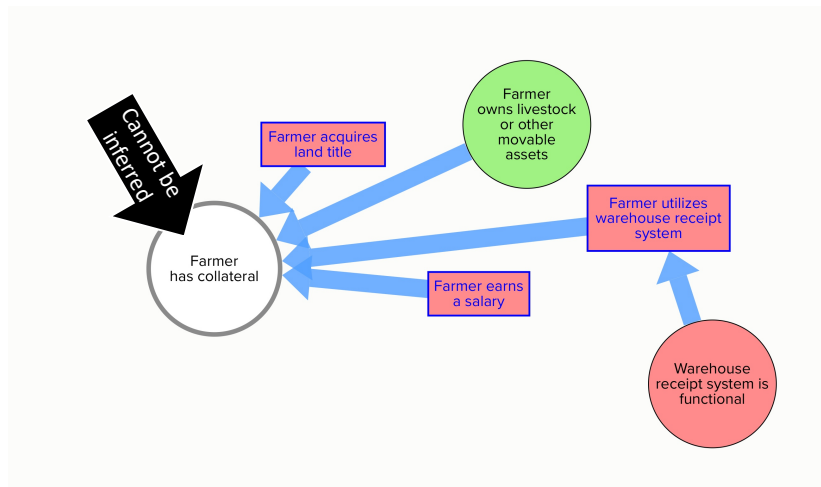 Cannot be
inferred
Farmer acquires
land title
Farmer
owns livestock
or other
movable
assets
Farmer utilizes
warehouse receipt
system
Farmer
has collateral
Farmer earns
a salary
Warehouse
receipt system is
functional